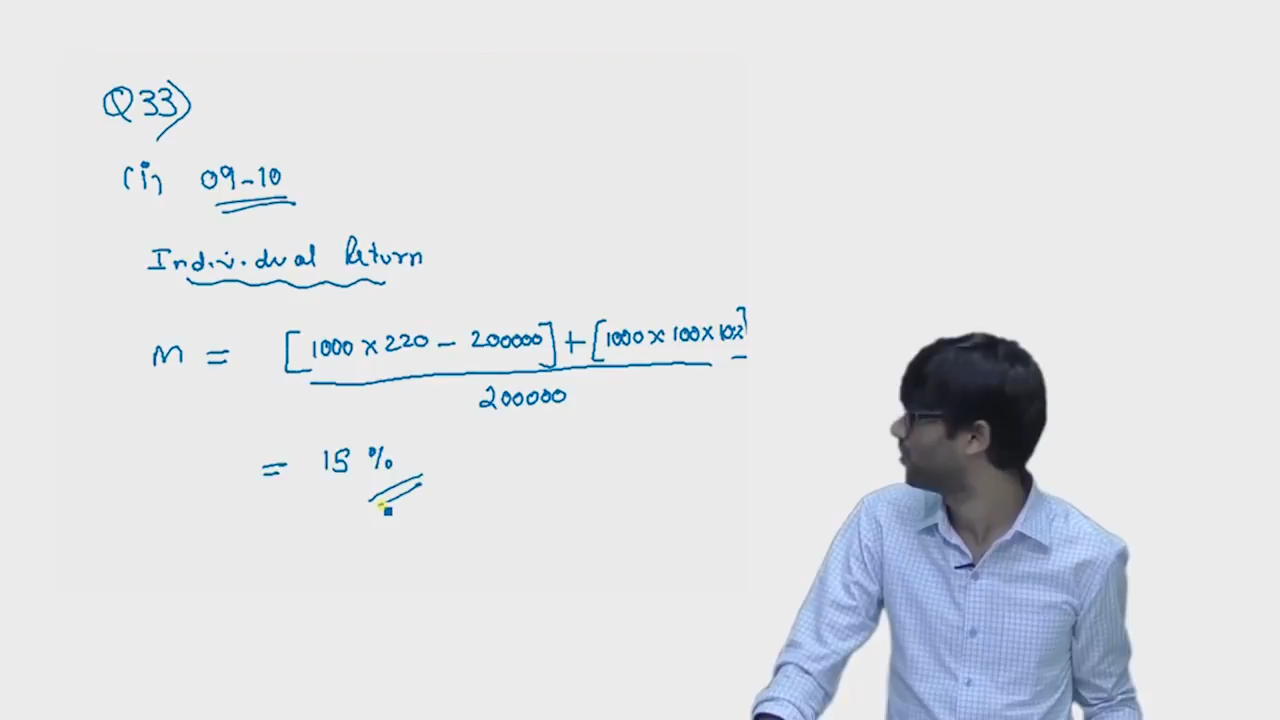 Q33)
(i) 09-10
Individual Return
M = [1000 x 220 - 200000] + [1000 x 100 x 10%]
200000
= 15 %